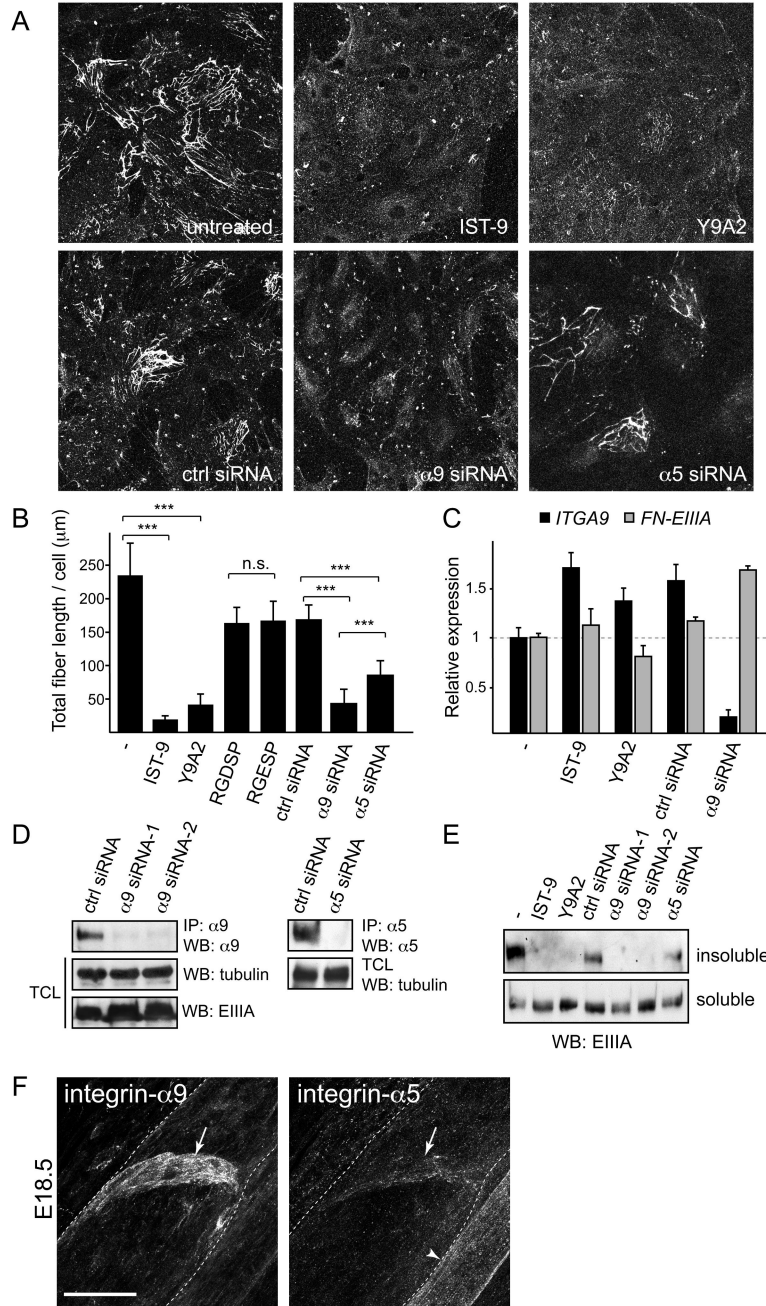 A
untreated
IST-9
Y9A2
ctrl siRNA
α9 siRNA
α5 siRNA
B
Total fiber length / cell (μm)
250
200
150
100
50
***
***
n.s.
***
***
***
-
IST-9
Y9A2
RGDSP
RGESP
ctrl siRNA
α9 siRNA
α5 siRNA
C
ITGA9 FN-EIIIA
Relative expression
1.5
1
0.5
-
IST-9
Y9A2
ctrl siRNA
α9 siRNA
D
ctrl siRNA
α9 siRNA-1
α9 siRNA-2
IP: α9
WB: α9
TCL
WB: tubulin
WB: EIIIA
ctrl siRNA
α5 siRNA
IP: α5
WB: α5
TCL
WB: tubulin
E
-
IST-9
Y9A2
ctrl siRNA
α9 siRNA-1
α9 siRNA-2
α5 siRNA
insoluble
soluble
WB: EIIIA
F
E18.5
integrin-α9
integrin-α5